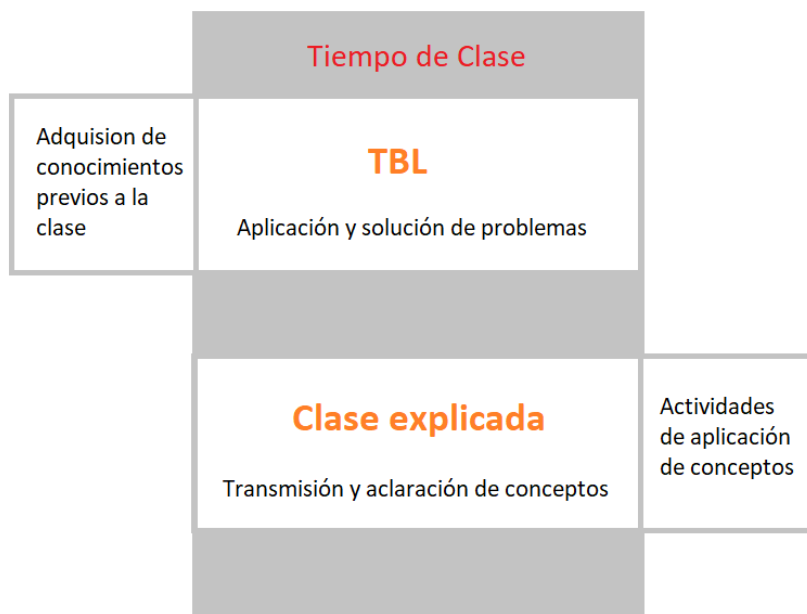 Tiempo de Clase
Adquision de
conocimientos
previos a la
clase
TBL
Aplicación y solución de problemas
Clase explicada
Transmisión y aclaración de conceptos
Actividades
de aplicación
de conceptos